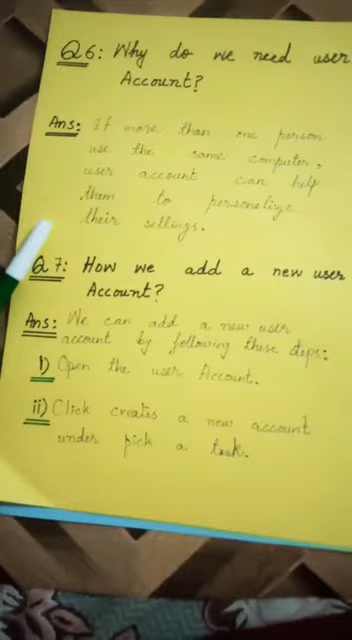 Q6: Why do we need user
Account?
Ans: If more than one person
use the same computer,
user account can help
them to personelize
their settings.
Q7: How we add a new user
Account?
Ans: We can add a new user
account by following these steps:
i) Open the user Account.
ii) Click creates a new account
under pick a task.